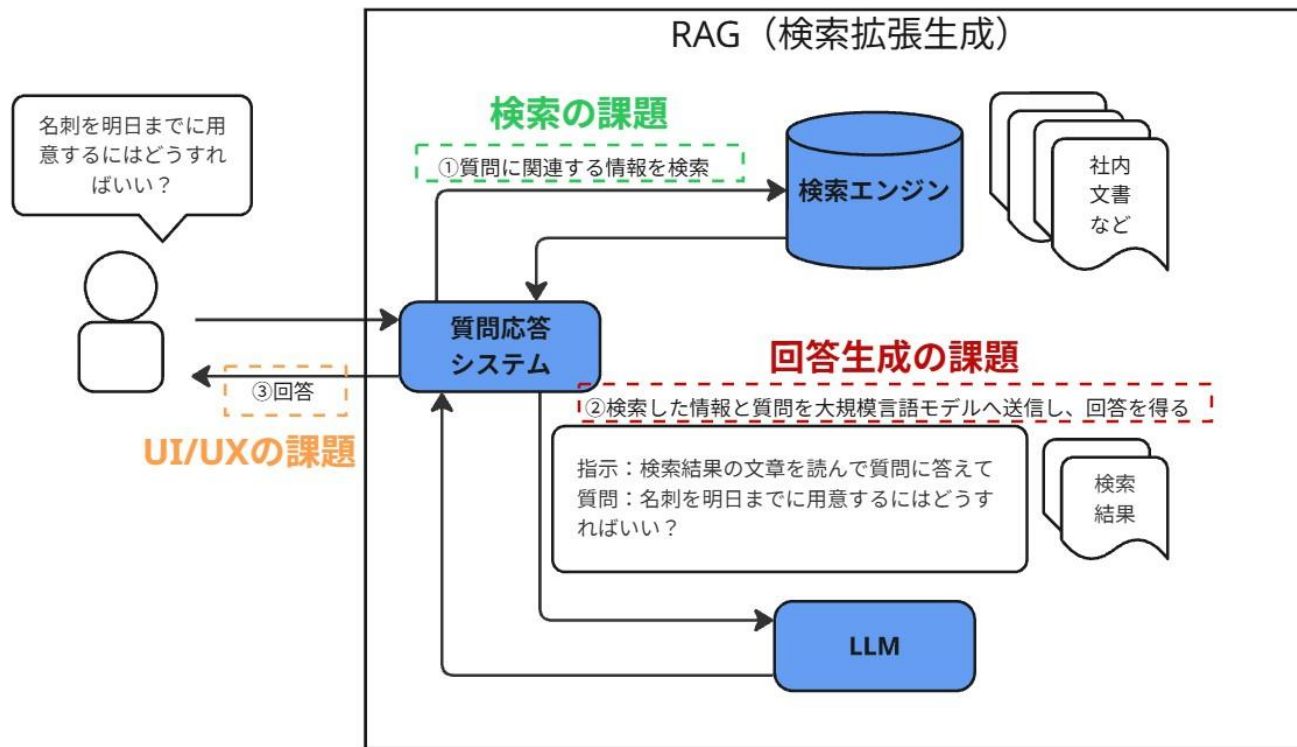 RAG（検索拡張生成）
名刺を明日までに用
意するにはどうすれ
ばいい？
検索の課題
①質問に関連する情報を検索
検索エンジン
社内
文書
など
質問応答
システム
③回答
UI/UXの課題
回答生成の課題
②検索した情報と質問を大規模言語モデルへ送信し、回答を得る
指示：検索結果の文章を読んで質問に答えて
質問：名刺を明日までに用意するにはどうす
ればいい？
検索
結果
LLM